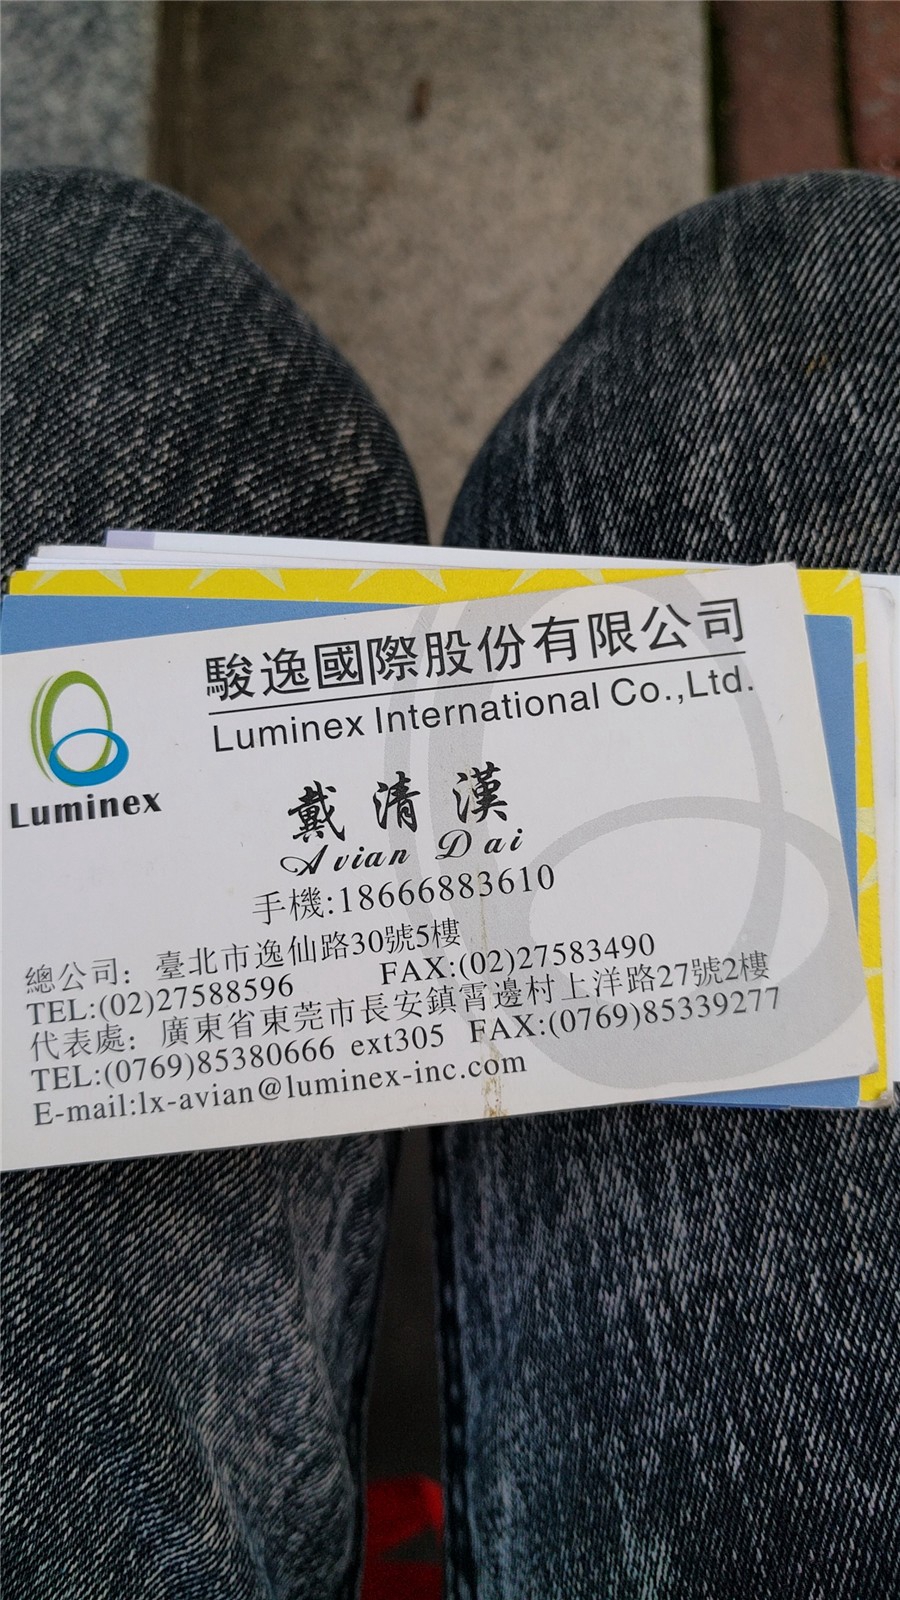 駿逸國際股份有限公司
Luminex International Co.,Ltd.
Luminex
戴清漢
Avian Dai
手機:18666883610
總公司: 臺北市逸仙路30號5樓
TEL:(02)27588596 FAX:(02)27583490
代表處: 廣東省東莞市長安鎮霄邊村上洋路27號2樓
TEL:(0769)85380666 ext305 FAX:(0769)85339277
E-mail:lx-avian@luminex-inc.com